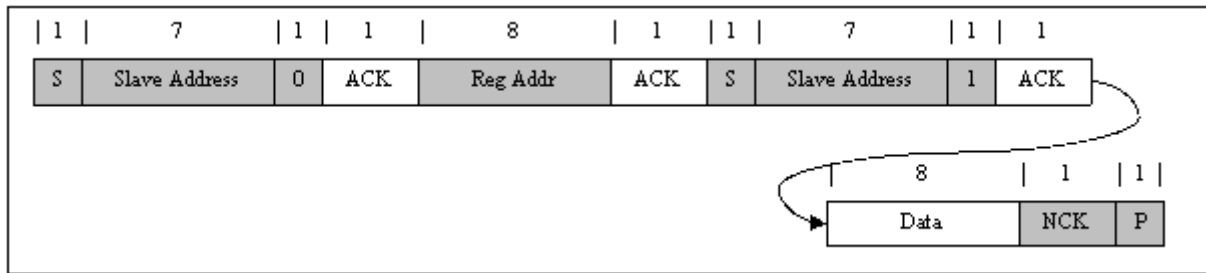 | 1 | 7 | 1 | 1 | 8 | 1 | 1 | 7 | 1 | 1
S Slave Address 0 ACK Reg Addr ACK S Slave Address 1 ACK
| 8 | 1 | 1 |
Data NCK P